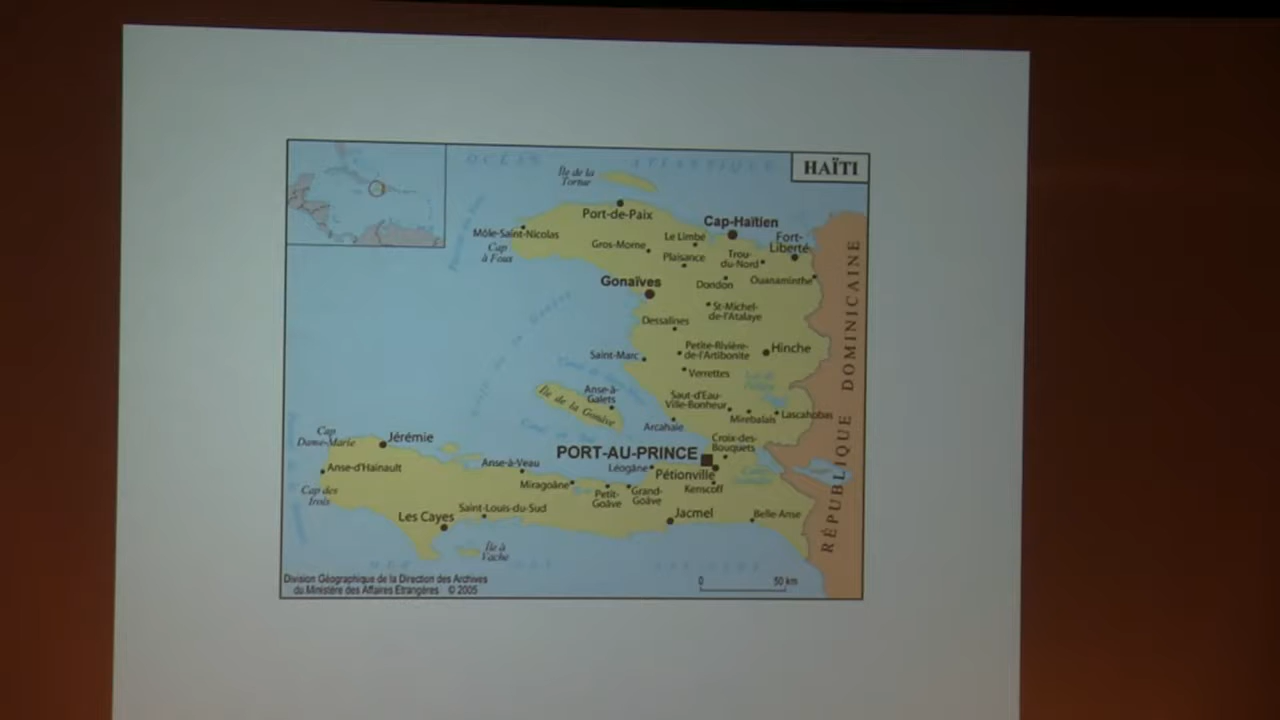 OCÉAN ATLANTIQUE
HAÏTI
Île de la
Tortue
Port-de-Paix
Cap-Haïtien
Môle-Saint-Nicolas
Cap
à Foux
Gros-Morne
Le Limbé
Fort-
Liberté
Plaisance
Trou-
du-Nord
Gonaïves
Dondon
Ouanaminthe
St-Michel-
de-l'Atalaye
Dessalines
Saint-Marc
Petite-Rivière-
de-l'Artibonite
Hinche
Verrettes
Anse-à-
Galets
Île de la Gonâve
Saut-d'Eau-
Ville-Bonheur
Mirebalais
Lascahobas
Arcahaie
Cap
Dame-Marie
Jérémie
Croix-des-
Bouquets
PORT-AU-PRINCE
Anse-d'Hainault
Anse-à-Veau
Léogâne
Pétionville
Cap des
Irois
Miragoâne
Petit-
Goâve
Grand-
Goâve
Kenscoff
Les Cayes
Saint-Louis-du-Sud
Jacmel
Belle-Anse
Île à
Vache
RÉPUBLIQUE DOMINICAINE
Division Géographique de la Direction des Archives
du Ministère des Affaires Etrangères © 2005
0 50 km